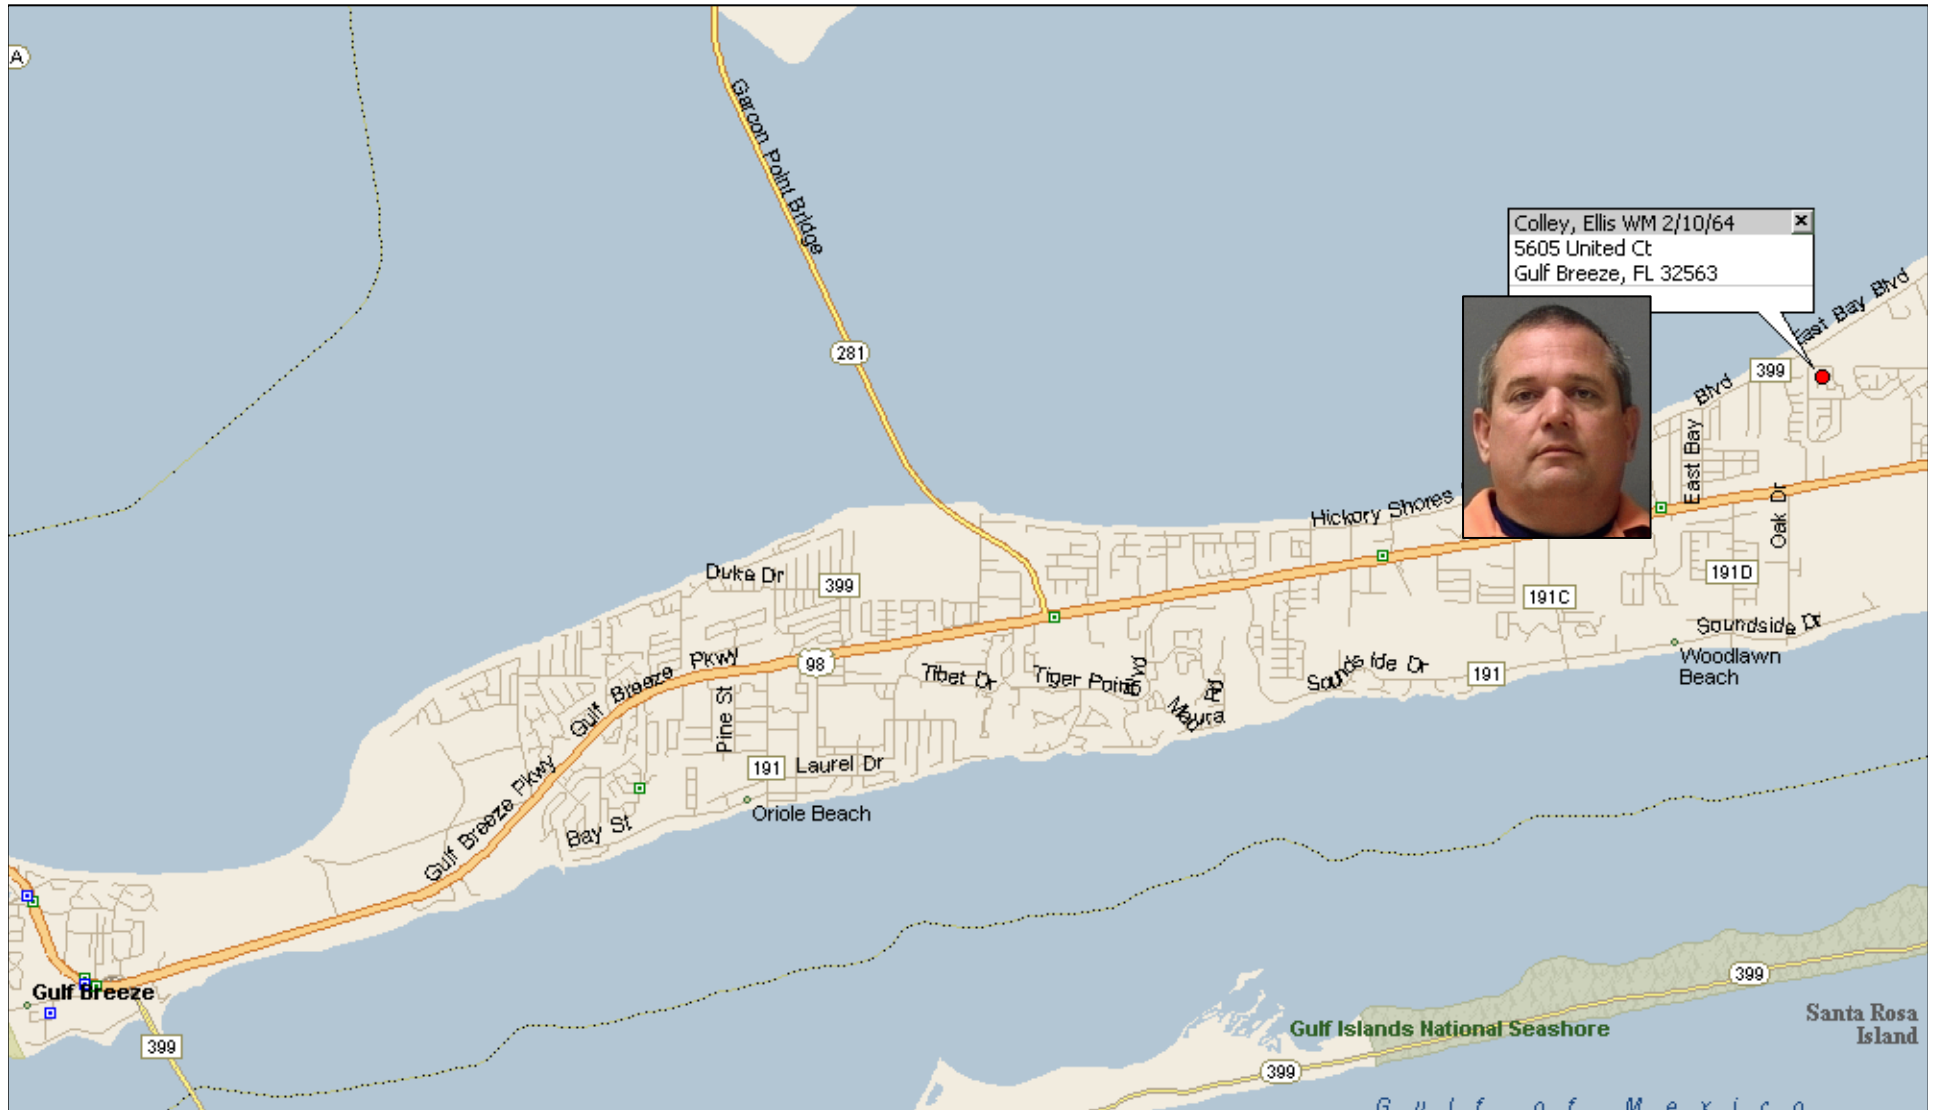 A
Garcon Point Bridge
Colley, Ellis WM 2/10/64
5605 United Ct
Gulf Breeze, FL 32563
East Bay Blvd
281
399
Blvd
East Bay
Hickory Shores
Oak Dr
Duke Dr
399
191D
191C
Soundside Dr
98
Gulf Breeze Pkwy
Tibet Dr
Tiger Point
Blvd
Soundside Dr
191
Woodlawn
Beach
Rd
Pine St
Gulf Breeze Pkwy
191
Laurel Dr
Oriole Beach
Bay St
Gulf Breeze
399
399
Santa Rosa
Island
Gulf Islands National Seashore
399
Gulf of Mexico